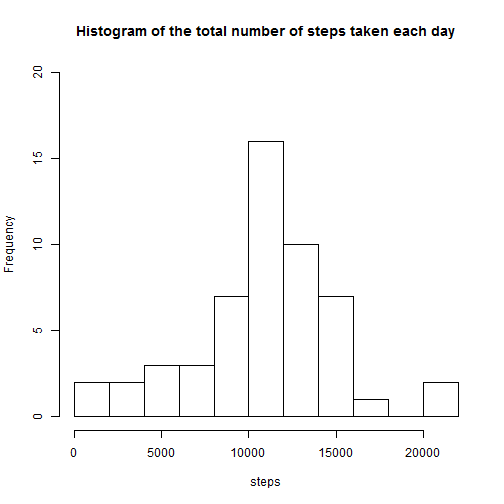 Histogram of the total number of steps taken each day
Frequency
20
15
10
5
0
0 5000 10000 15000 20000
steps